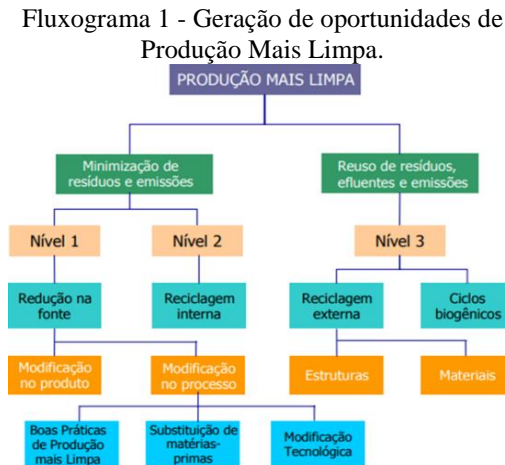 Fluxograma 1 - Geração de oportunidades de
Produção Mais Limpa.
PRODUÇÃO MAIS LIMPA
Minimização de
resíduos e emissões
Reuso de resíduos,
efluentes e emissões
Nível 1
Nível 2
Nível 3
Redução na
fonte
Reciclagem
interna
Reciclagem
externa
Ciclos
biogênicos
Modificação
no produto
Modificação
no processo
Estruturas
Materiais
Boas Práticas
de Produção
mais Limpa
Substituição de
matérias-
primas
Modificação
Tecnológica